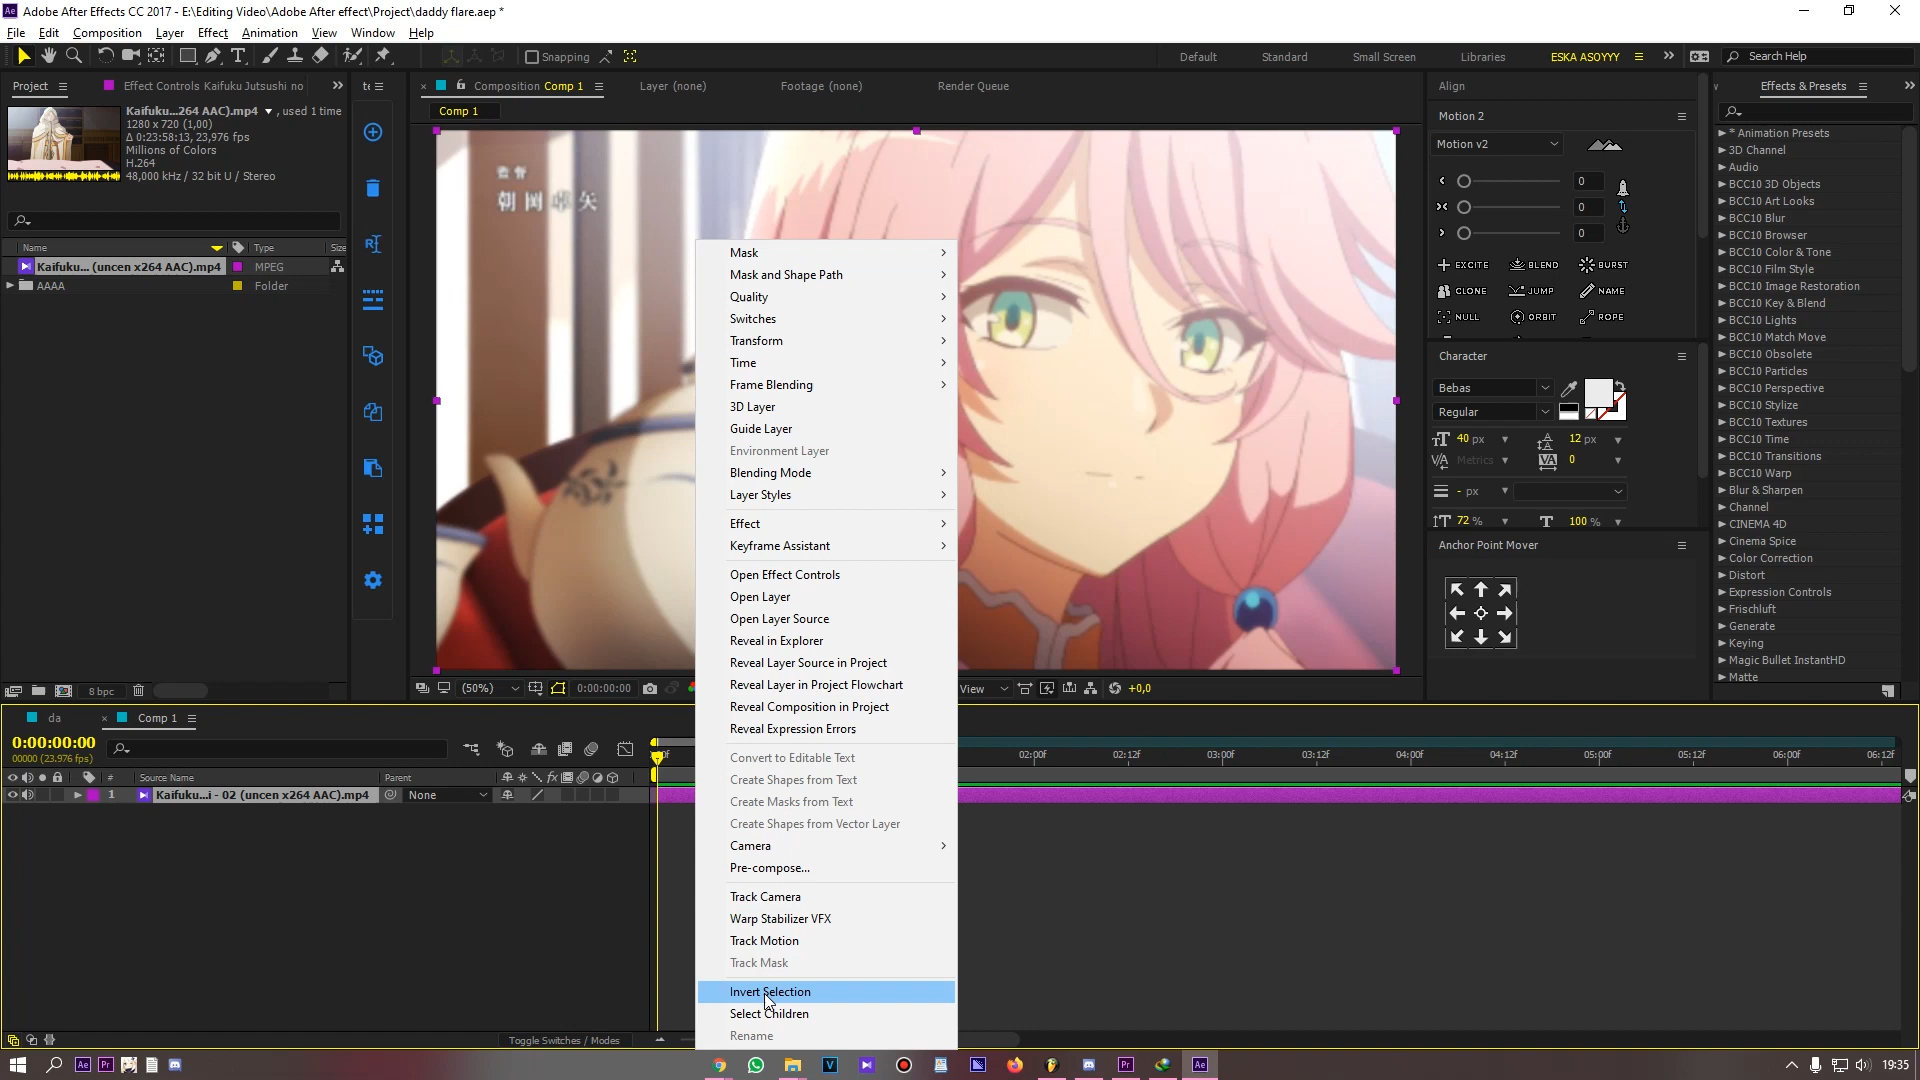 Adobe After Effects CC 2017 - E:\Editing Video\Adobe After effect\Project\daddy flare.aep *
File Edit Composition Layer Effect Animation View Window Help
Snapping
Default Standard Small Screen Libraries ESKA ASOYYY Search Help
Project Effect Controls Kaifuku Jutsushi no
Kaifuku...264 AAC).mp4 , used 1 time
1280 x 720 (1,00)
Δ 0:23:58:13, 23,976 fps
Millions of Colors
H.264
48,000 kHz / 32 bit U / Stereo
Name Type Size
Kaifuku... (uncen x264 AAC).mp4 MPEG
AAAA Folder
8 bpc
Composition Comp 1 Layer (none) Footage (none) Render Queue
Comp 1
監督
(50%) 0:00:00:00 View +0,0
Mask
Mask and Shape Path
Quality
Switches
Transform
Time
Frame Blending
3D Layer
Guide Layer
Environment Layer
Blending Mode
Layer Styles
Effect
Keyframe Assistant
Open Effect Controls
Open Layer
Open Layer Source
Reveal in Explorer
Reveal Layer Source in Project
Reveal Layer in Project Flowchart
Reveal Composition in Project
Reveal Expression Errors
Convert to Editable Text
Create Shapes from Text
Create Masks from Text
Create Shapes from Vector Layer
Camera
Pre-compose...
Track Camera
Warp Stabilizer VFX
Track Motion
Track Mask
Invert Selection
Select Children
Rename
Align
Motion 2
Motion v2
0
0
0
EXCITE BLEND BURST
CLONE JUMP NAME
NULL ORBIT ROPE
Character
Bebas
Regular
40 px 12 px
Metrics 0
- px
72 % 100 %
Anchor Point Mover
Effects & Presets
* Animation Presets
3D Channel
Audio
BCC10 3D Objects
BCC10 Art Looks
BCC10 Blur
BCC10 Browser
BCC10 Color & Tone
BCC10 Film Style
BCC10 Image Restoration
BCC10 Key & Blend
BCC10 Lights
BCC10 Match Move
BCC10 Obsolete
BCC10 Particles
BCC10 Perspective
BCC10 Stylize
BCC10 Textures
BCC10 Time
BCC10 Transitions
BCC10 Warp
Blur & Sharpen
Channel
CINEMA 4D
Cinema Spice
Color Correction
Distort
Expression Controls
Frischluft
Generate
Keying
Magic Bullet InstantHD
Matte
da Comp 1
0:00:00:00
00000 (23.976 fps)
02:00f 02:12f 03:00f 03:12f 04:00f 04:12f 05:00f 05:12f 06:00f 06:12f
# Source Name Parent
1 Kaifuku...i - 02 (uncen x264 AAC).mp4 None
Toggle Switches / Modes
19:35